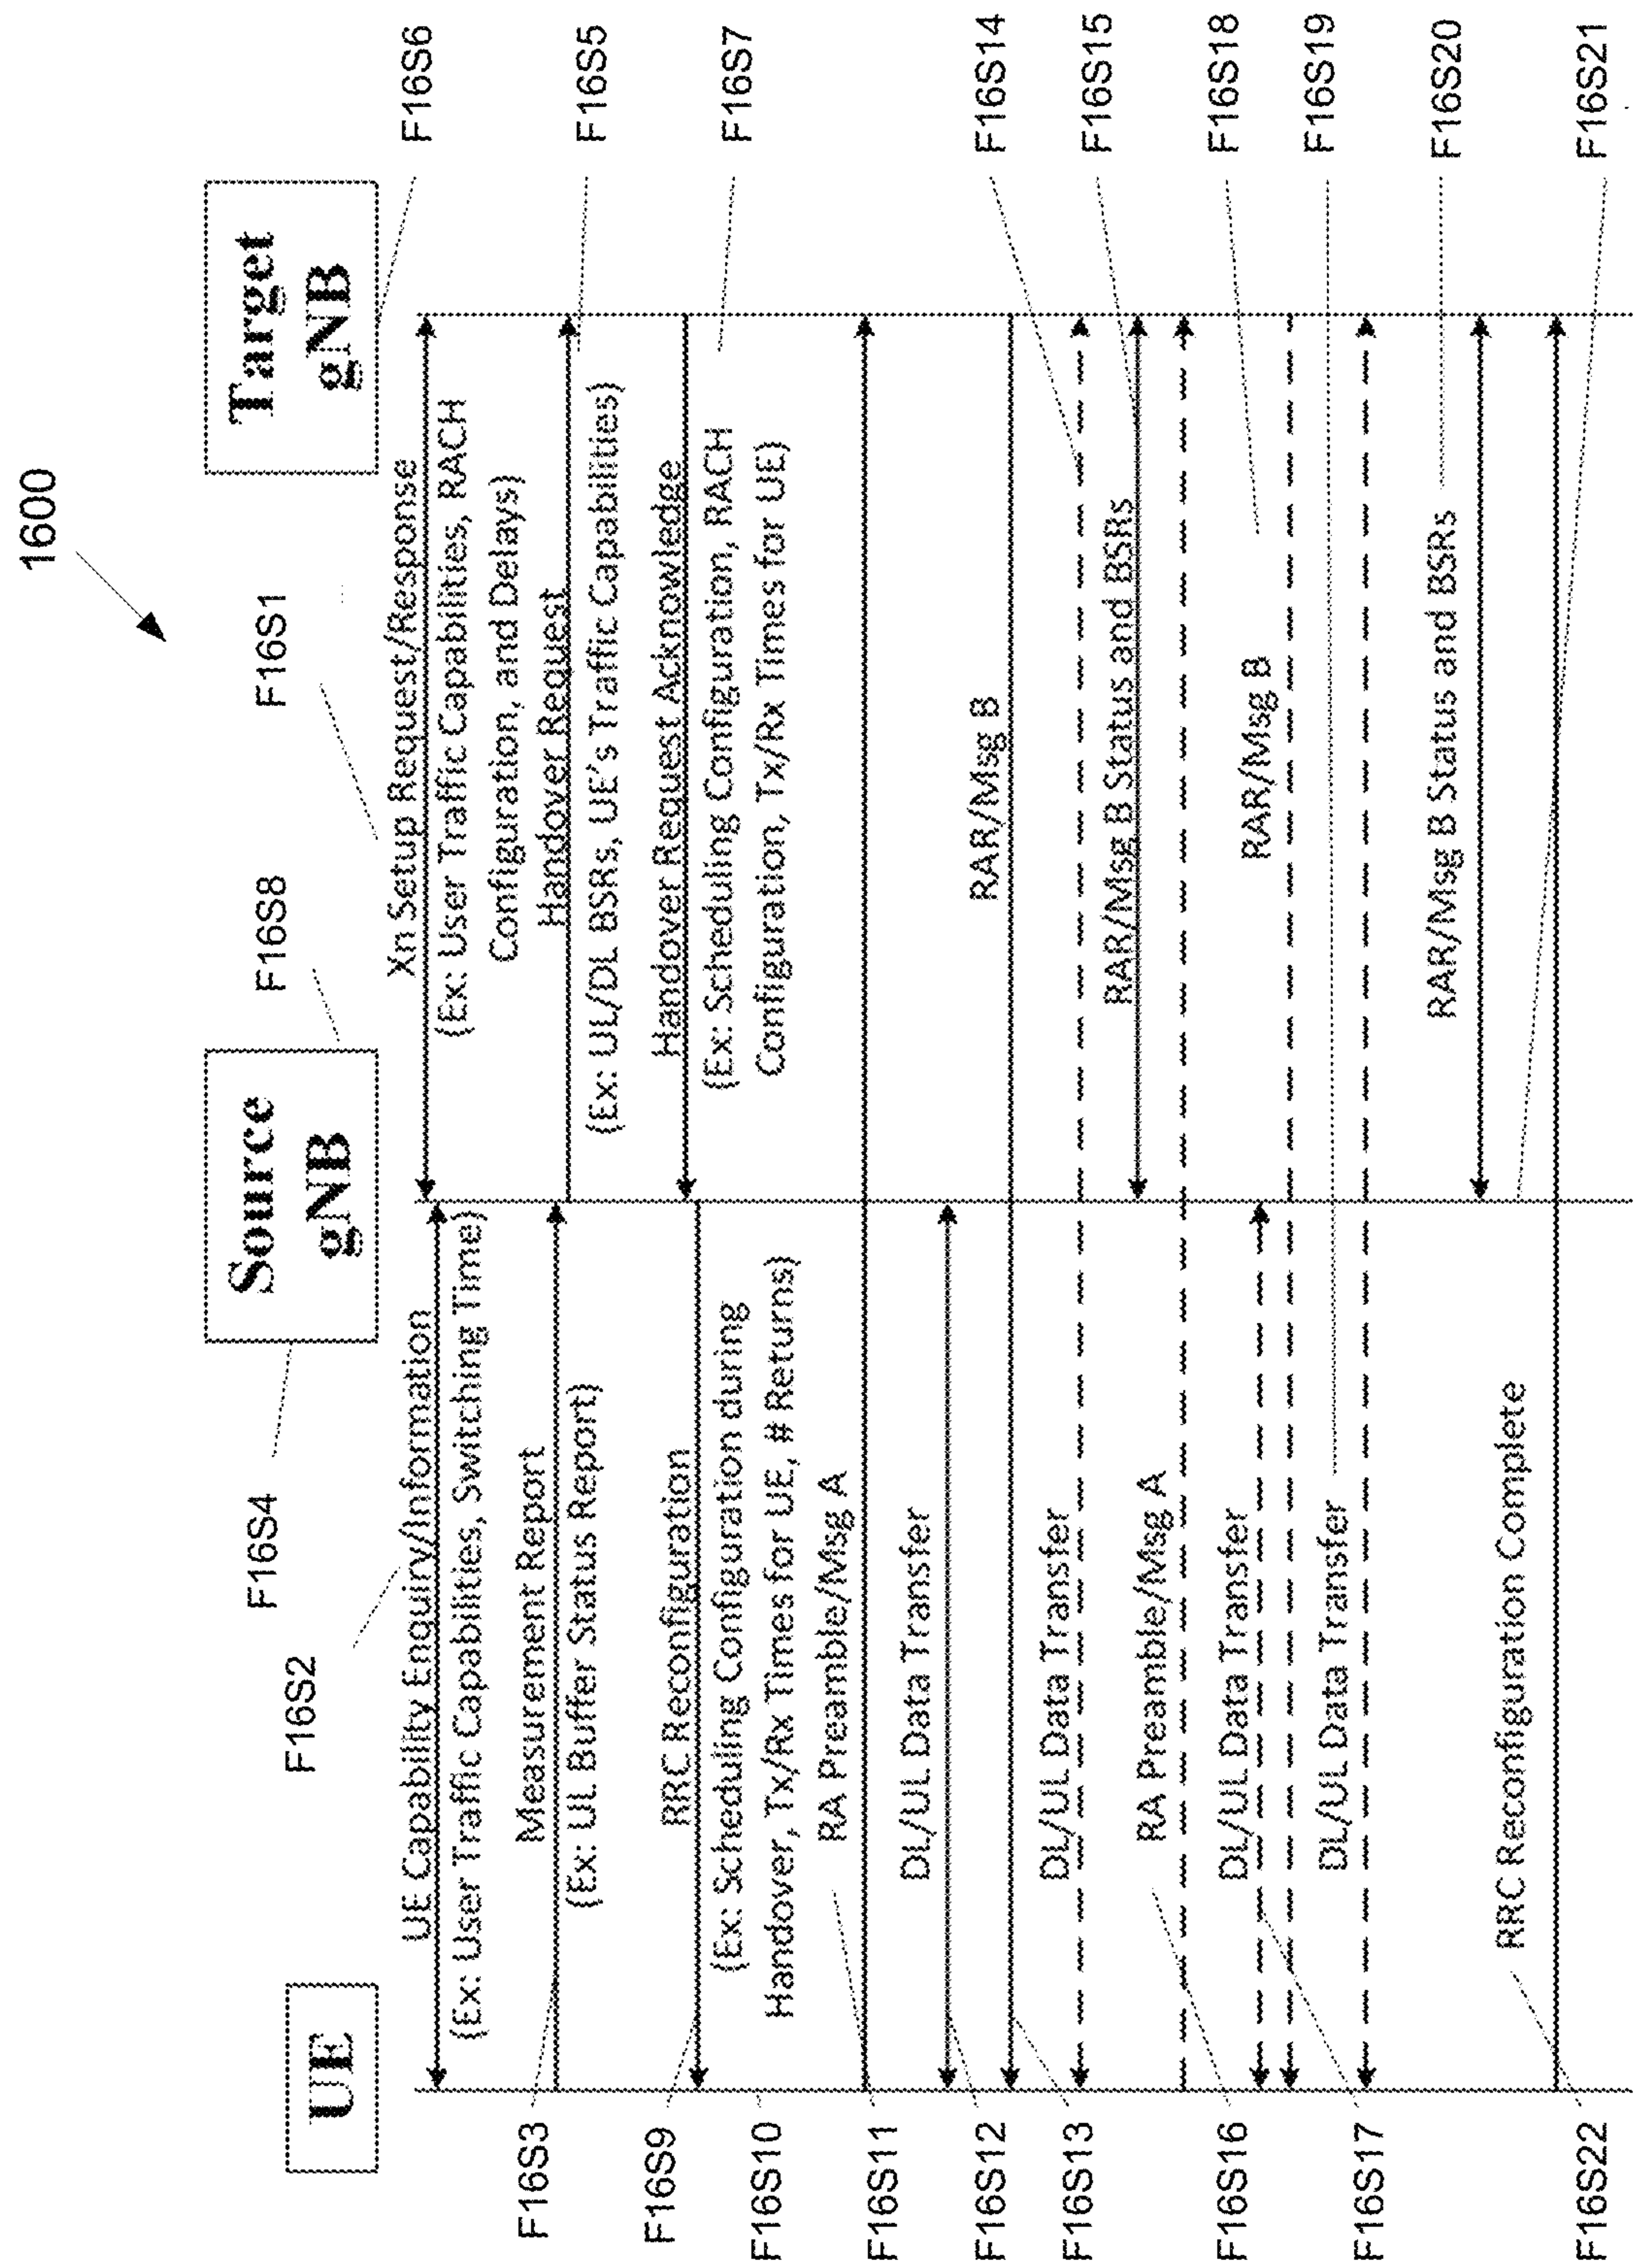 1600
UE
Source
gNB
Target
gNB
F16S1
F16S8
F16S4
F16S2
F16S6
F16S5
F16S7
F16S14
F16S15
F16S18
F16S19
F16S20
F16S21
Xn Setup Request/Response
(Ex: User Traffic Capabilities, RACH
Configuration, and Delays)
UE Capability Enquiry/Information
(Ex: User Traffic Capabilities, Switching Time)
Measurement Report
(Ex: UL Buffer Status Report)
Handover Request
(Ex: UL/DL BSRs, UE's Traffic Capabilities)
Handover Request Acknowledge
(Ex: Scheduling Configuration, RACH
Configuration, Tx/Rx Times for UE)
RRC Reconfiguration
(Ex: Scheduling Configuration during
Handover, Tx/Rx Times for UE, # Returns)
RA Preamble/Msg A
DL/UL Data Transfer
RAR/Msg B
DL/UL Data Transfer
RAR/Msg B Status and BSRs
RA Preamble/Msg A
DL/UL Data Transfer
RAR/Msg B
DL/UL Data Transfer
RAR/Msg B Status and BSRs
RRC Reconfiguration Complete
F16S3
F16S9
F16S10
F16S11
F16S12
F16S13
F16S16
F16S17
F16S22